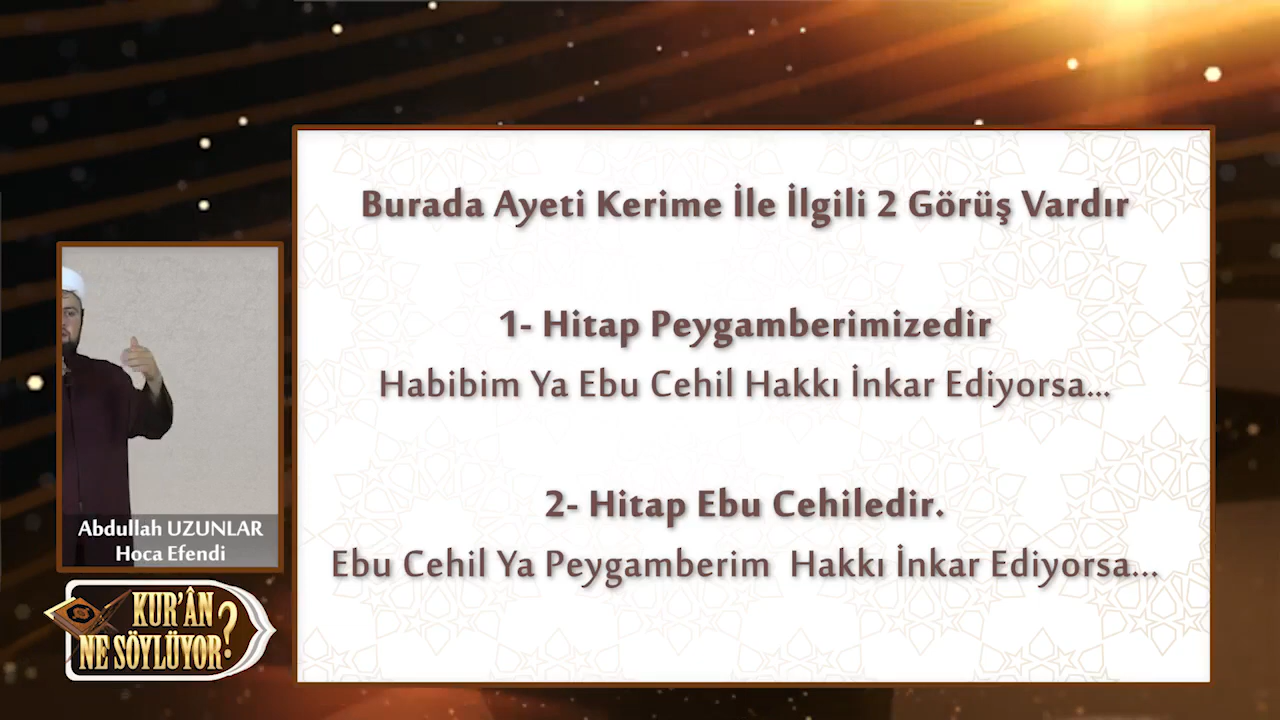 Burada Ayeti Kerime İle İlgili 2 Görüş Vardır
1- Hitap Peygamberimizedir
Habibim Ya Ebu Cehil Hakkı İnkar Ediyorsa...
2- Hitap Ebu Cehiledir.
Ebu Cehil Ya Peygamberim Hakkı İnkar Ediyorsa...
Abdullah UZUNLAR
Hoca Efendi
KUR'ÂN
NE SÖYLÜYOR?